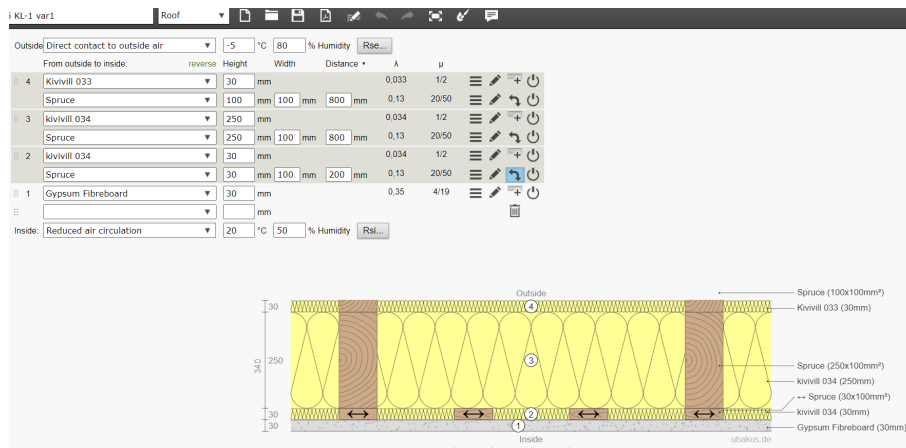 KL-1 var1 Roof
Outside Direct contact to outside air -5 °C 80 % Humidity Rse...
From outside to inside: reverse Height Width Distance λ μ
4 Kivivill 033 30 mm 0,033 1/2
Spruce 100 mm 100 mm 800 mm 0,13 20/50
3 kivivill 034 250 mm 0,034 1/2
Spruce 250 mm 100 mm 800 mm 0,13 20/50
2 kivivill 034 30 mm 0,034 1/2
Spruce 30 mm 100 mm 200 mm 0,13 20/50
1 Gypsum Fibreboard 30 mm 0,35 4/19
mm
Inside: Reduced air circulation 20 °C 50 % Humidity Rsi...
Outside
Spruce (100x100mm²)
30 4 Kivivill 033 (30mm)
340 250 3
Spruce (250x100mm²)
kivivill 034 (250mm)
↔ Spruce (30x100mm²)
30 2 kivivill 034 (30mm)
30 1 Gypsum Fibreboard (30mm)
Inside ubakus.de